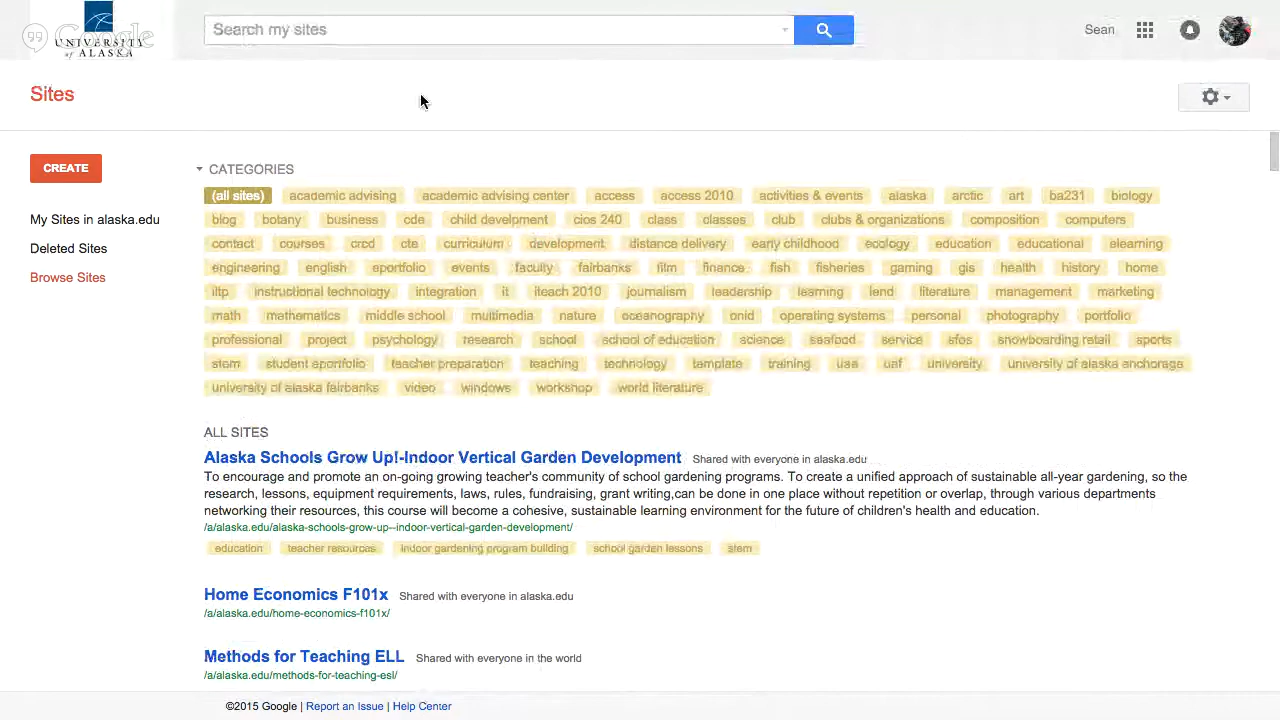 Google
UNIVERSITY
of ALASKA
Search my sites
Sean
Sites
CREATE
My Sites in alaska.edu
Deleted Sites
Browse Sites
CATEGORIES
(all sites) academic advising academic advising center access access 2010 activities & events alaska arctic art ba231 biology
blog botany business cde child development cios 240 class classes club clubs & organizations composition computers
contact courses crcd cte curriculum development distance delivery early childhood ecology education educational elearning
engineering english eportfolio events faculty fairbanks film finance fish fisheries gaming gis health history home
iltp instructional technology integration it iteach 2010 journalism leadership learning lend literature management marketing
math mathematics middle school multimedia nature oceanography onid operating systems personal photography portfolio
professional project psychology research school school of education science seafood service sfos snowboarding retail sports
stem student eportfolio teacher preparation teaching technology template training uaa uaf university university of alaska anchorage
university of alaska fairbanks video windows workshop world literature
ALL SITES
Alaska Schools Grow Up!-Indoor Vertical Garden Development Shared with everyone in alaska.edu
To encourage and promote an on-going growing teacher's community of school gardening programs. To create a unified approach of sustainable all-year gardening, so the
research, lessons, equipment requirements, laws, rules, fundraising, grant writing,can be done in one place without repetition or overlap, through various departments
networking their resources, this course will become a cohesive, sustainable learning environment for the future of children's health and education.
/a/alaska.edu/alaska-schools-grow-up--indoor-vertical-garden-development/
education teacher resources indoor gardening program building school garden lessons stem
Home Economics F101x Shared with everyone in alaska.edu
/a/alaska.edu/home-economics-f101x/
Methods for Teaching ELL Shared with everyone in the world
/a/alaska.edu/methods-for-teaching-esl/
©2015 Google | Report an Issue | Help Center